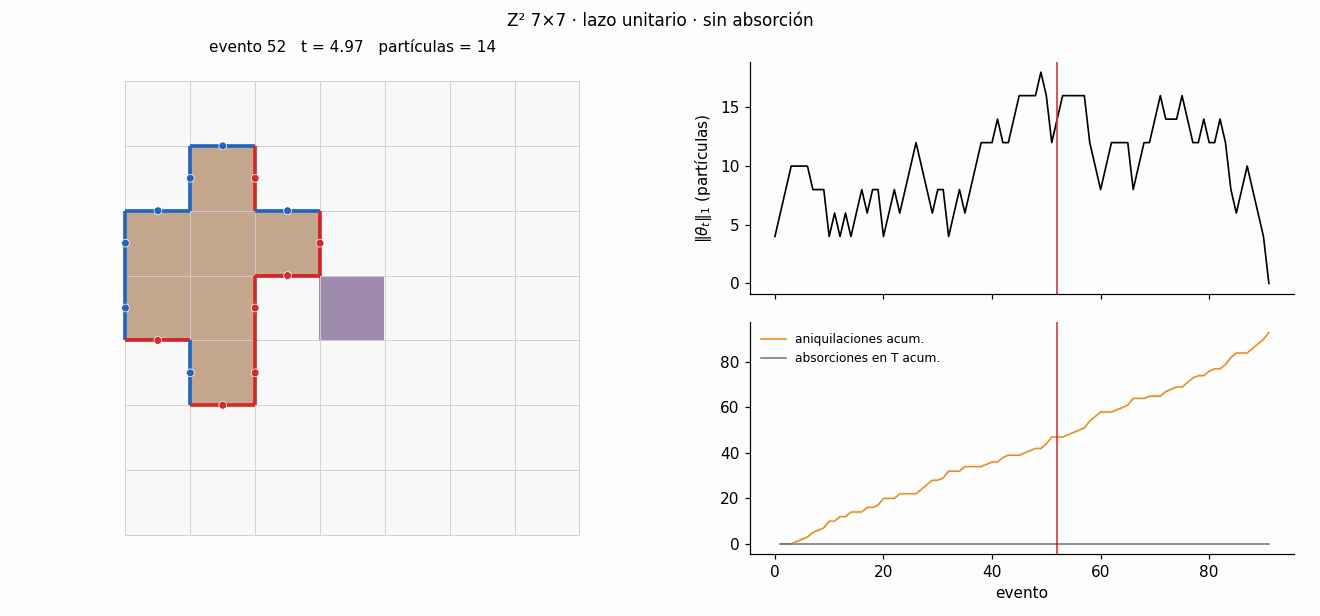 Z² 7×7 · lazo unitario · sin absorción
evento 52 t = 4.97 partículas = 14
‖θₜ‖₁ (partículas)
15
10
5
0
aniquilaciones acum.
absorciones en T acum.
80
60
40
20
0
0 20 40 60 80
evento